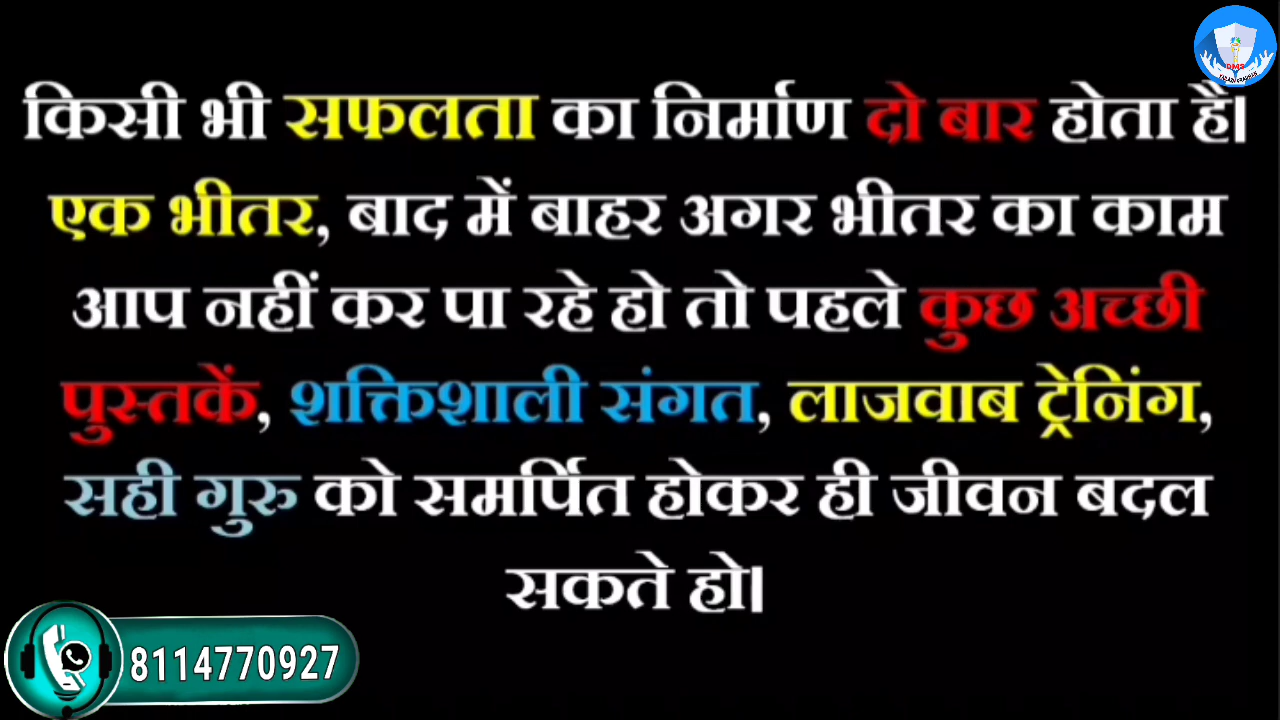 किसी भी सफलता का निर्माण दो बार होता है।
एक भीतर, बाद में बाहर अगर भीतर का काम
आप नहीं कर पा रहे हो तो पहले कुछ अच्छी
पुस्तकें, शक्तिशाली संगत, लाजवाब ट्रेनिंग,
सही गुरु को समर्पित होकर ही जीवन बदल
सकते हो।
8114770927